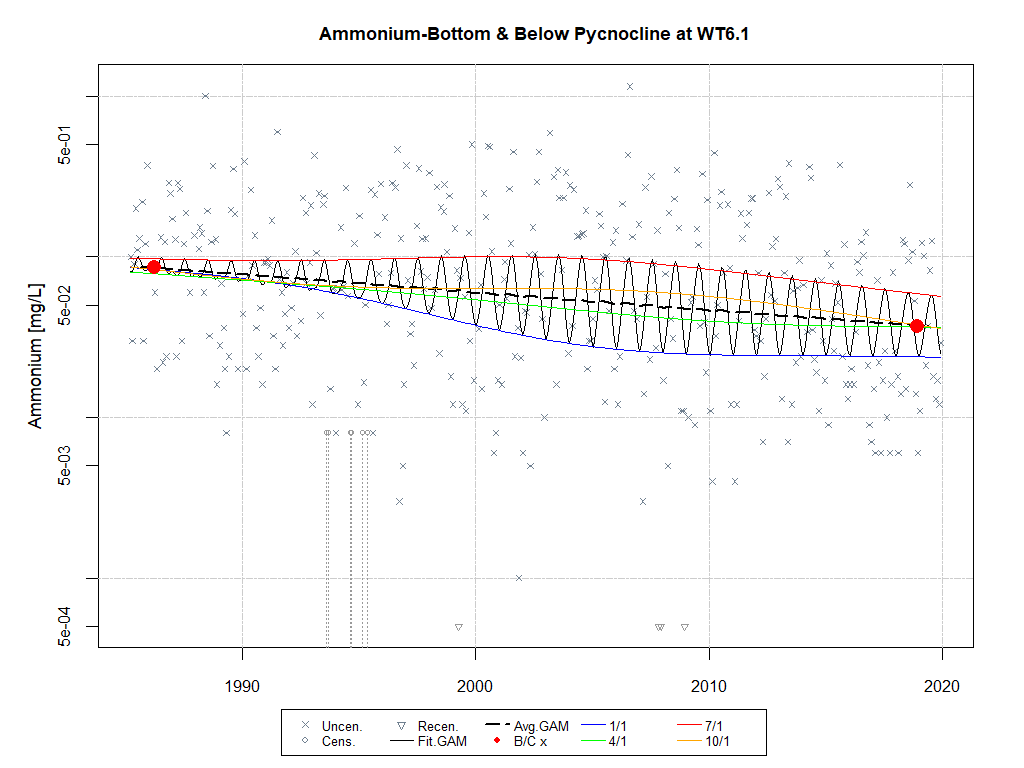 Ammonium-Bottom & Below Pycnocline at WT6.1
Ammonium [mg/L]
5e-01
5e-02
5e-03
5e-04
1990 2000 2010 2020
Uncen. Recen. Avg.GAM 1/1 7/1
Cens. Fit.GAM B/C x 4/1 10/1